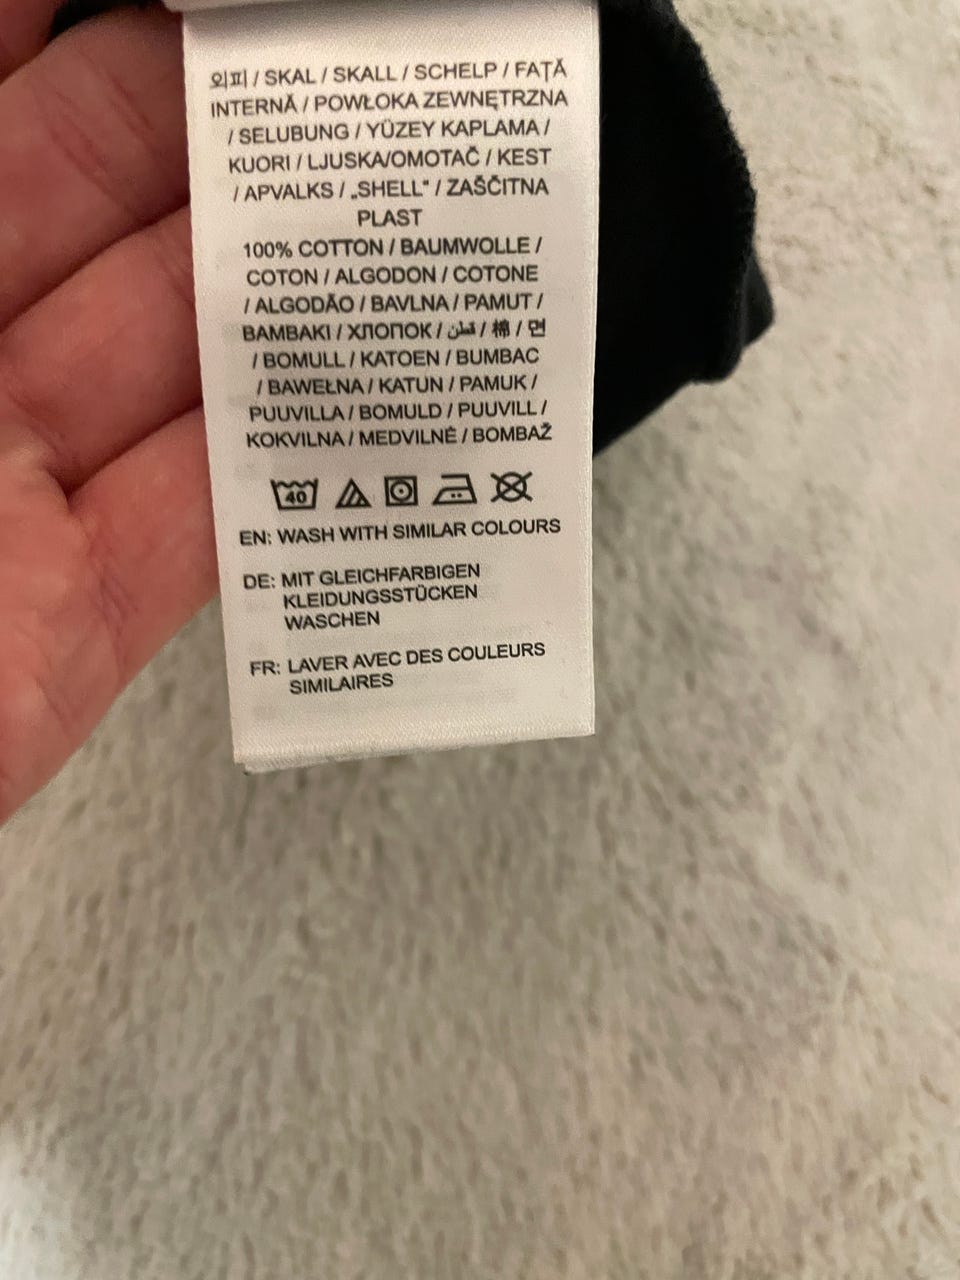 외피 / SKAL / SKALL / SCHELP / FAȚĂ
INTERNĂ / POWŁOKA ZEWNĘTRZNA
/ SELUBUNG / YÜZEY KAPLAMA /
KUORI / LJUSKA/OMOTAČ / KEST
/ APVALKS / „SHELL“ / ZAŠČITNA
PLAST
100% COTTON / BAUMWOLLE /
COTON / ALGODON / COTONE
/ ALGODÃO / BAVLNA / PAMUT /
BAMBAKI / ХЛОПОК / قطن / 棉 / 면
/ BOMULL / KATOEN / BUMBAC
/ BAWEŁNA / KATUN / PAMUK /
PUUVILLA / BOMULD / PUUVILL /
KOKVILNA / MEDVILNĖ / BOMBAŽ
40
EN: WASH WITH SIMILAR COLOURS
DE: MIT GLEICHFARBIGEN
KLEIDUNGSSTÜCKEN
WASCHEN
FR: LAVER AVEC DES COULEURS
SIMILAIRES